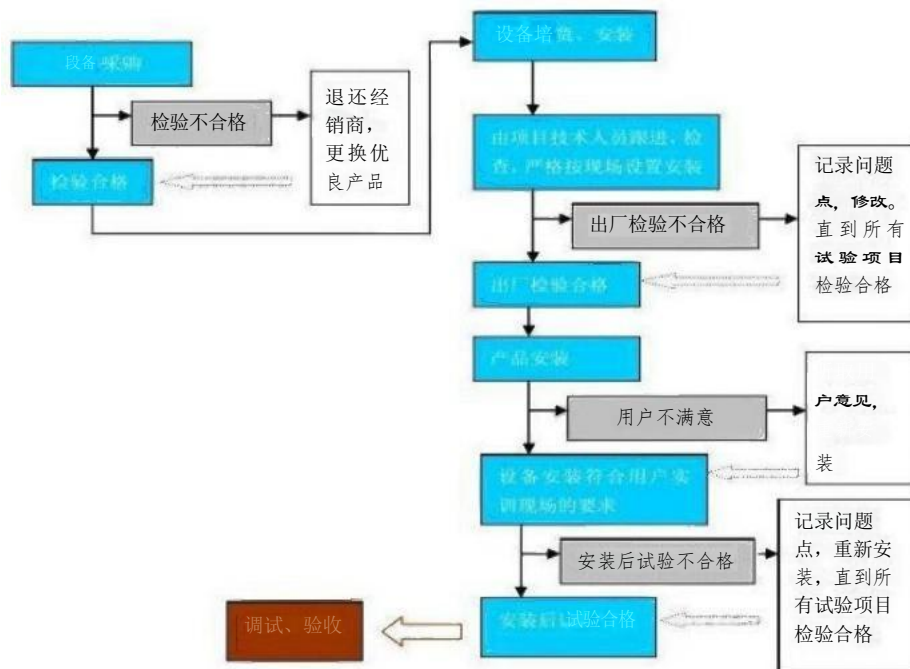 设备采购
检验不合格
退还经
销商，
更换优
良产品
检验合格
设备培货、安装
由项目技术人员跟进、检
查，严格按现场设置安装
出厂检验不合格
记录问题
点，修改。
直到所有
试验项目
检验合格
出厂检验合格
产品安装
用户不满意
户意见，
装
设备安装符合用户实
训现场的要求
安装后试验不合格
记录问题
点，重新安
装，直到所
有试验项目
检验合格
安装后试验合格
调试、验收